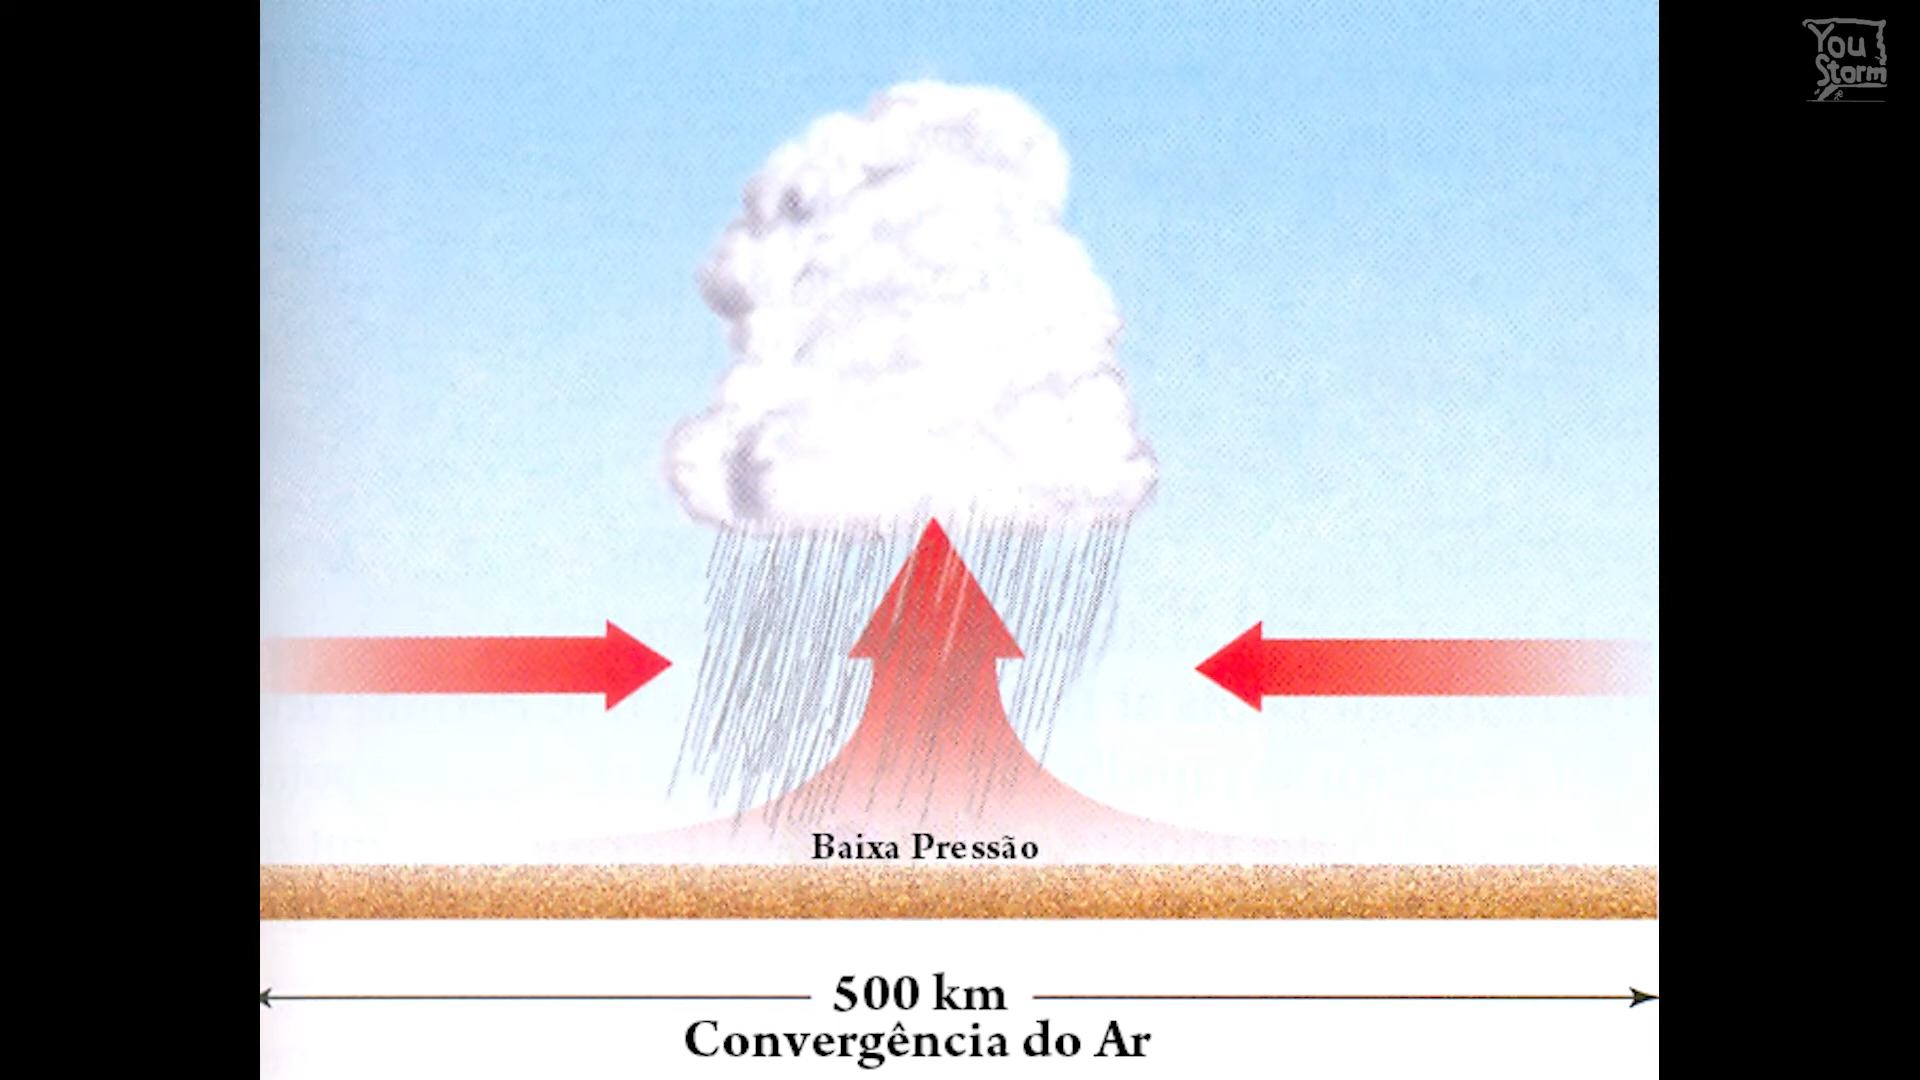 You
Storm
Baixa Pressão
500 km
Convergência do Ar